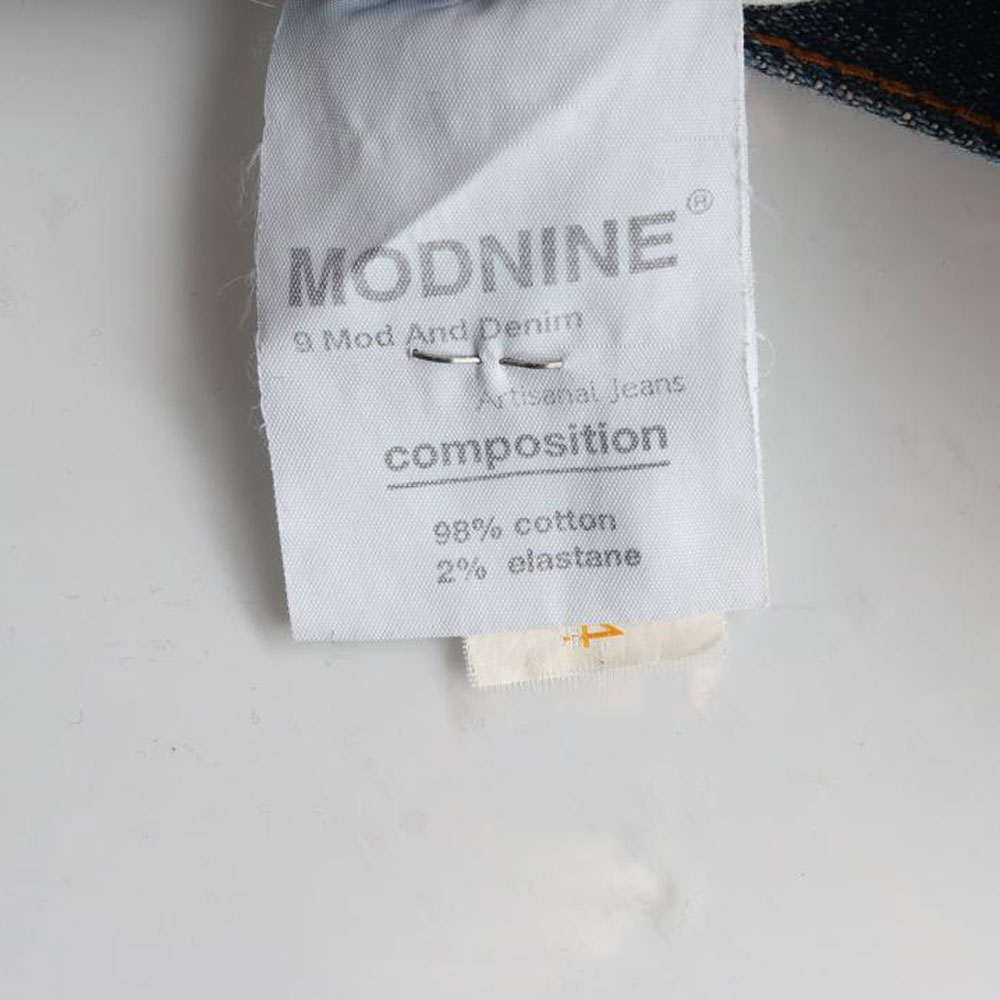 MODNINE ®
9 Mod And Denim
Artisanal Jeans
composition
98% cotton
2% elastane